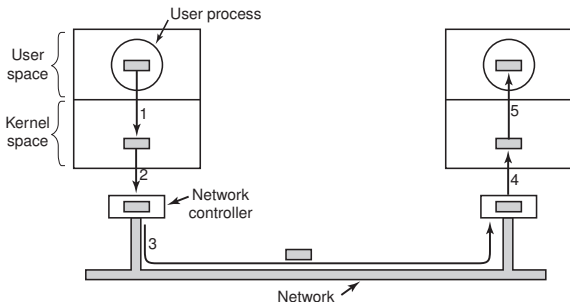 User process
User
space
1
5
Kernel
space
2
4
Network
controller
3
Network